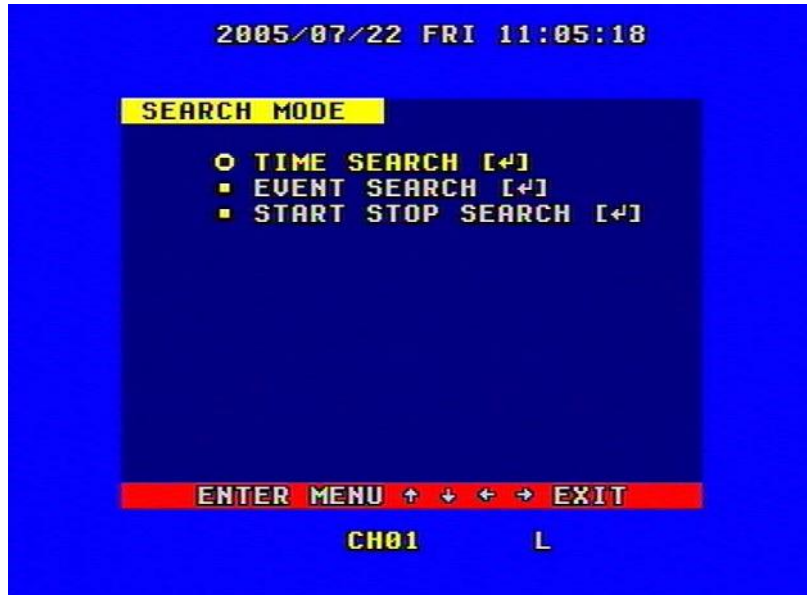 2005/07/22 FRI 11:05:18
SEARCH MODE
TIME SEARCH [↵]
EVENT SEARCH [↵]
START STOP SEARCH [↵]
ENTER MENU ↑ ↓ ← → EXIT
CH01 L